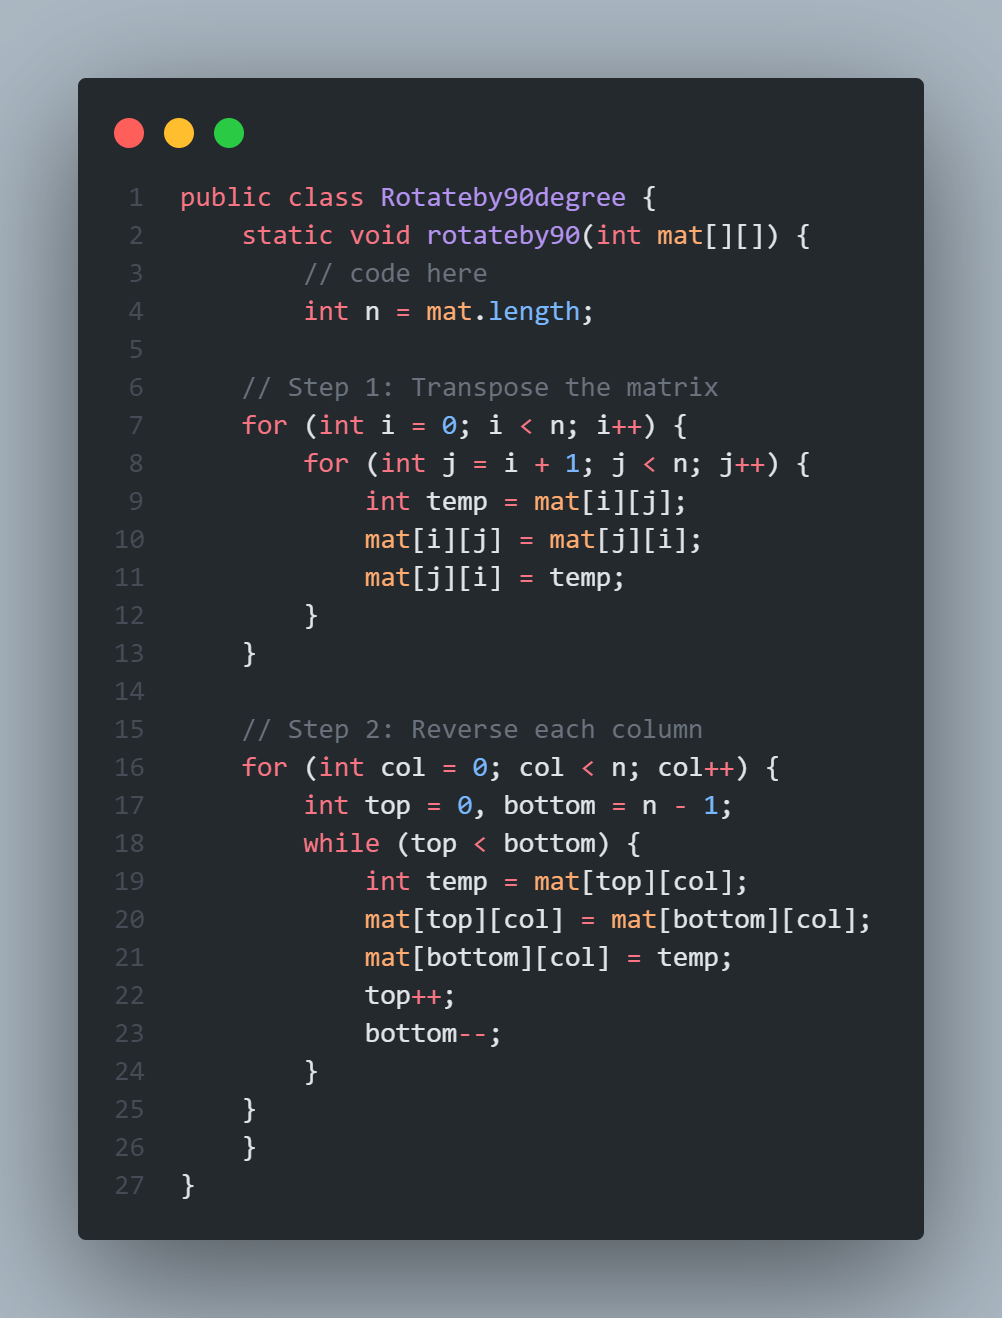 1 public class Rotateby90degree {
2     static void rotateby90(int mat[][]) {
3         // code here
4         int n = mat.length;
5
6     // Step 1: Transpose the matrix
7     for (int i = 0; i < n; i++) {
8         for (int j = i + 1; j < n; j++) {
9             int temp = mat[i][j];
10             mat[i][j] = mat[j][i];
11             mat[j][i] = temp;
12         }
13     }
14
15     // Step 2: Reverse each column
16     for (int col = 0; col < n; col++) {
17         int top = 0, bottom = n - 1;
18         while (top < bottom) {
19             int temp = mat[top][col];
20             mat[top][col] = mat[bottom][col];
21             mat[bottom][col] = temp;
22             top++;
23             bottom--;
24         }
25     }
26     }
27 }